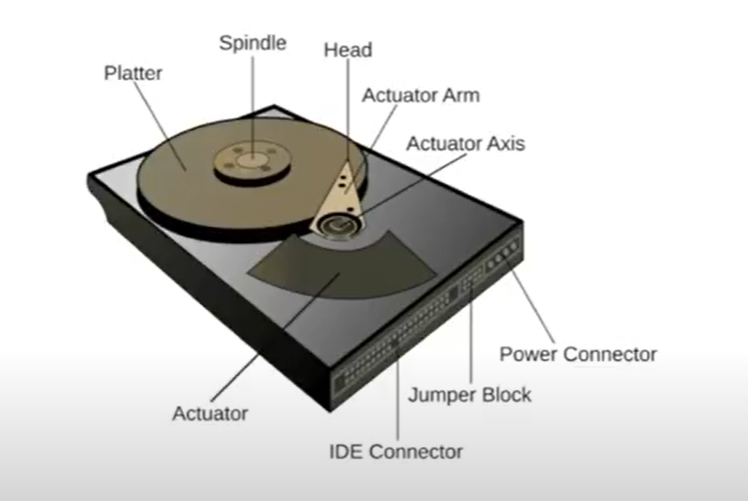 Spindle
Head
Platter
Actuator Arm
Actuator Axis
Power Connector
Jumper Block
Actuator
IDE Connector